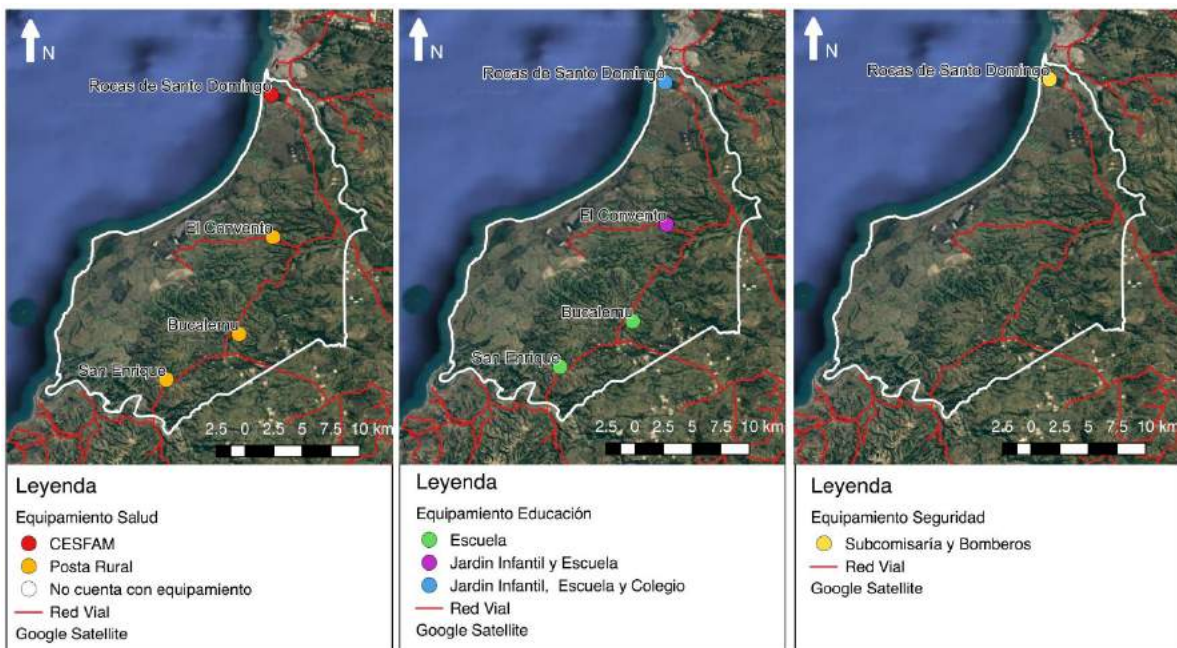 N
Rocas de Santo Domingo
El Convento
Bucalemu
San Enrique
2.5 0 2.5 7.5 10 km
Leyenda
Equipamiento Salud
CESFAM
Posta Rural
No cuenta con equipamiento
Red Vial
Google Satellite
N
Rocas de Santo Domingo
El Convento
Bucalemu
San Enrique
2.5 0 2.5 7.5 10 km
Leyenda
Equipamiento Educación
Escuela
Jardin Infantil y Escuela
Jardin Infantil, Escuela y Colegio
Red Vial
Google Satellite
N
Rocas de Santo Domingo
2.5 0 2.5 7.5 10 km
Leyenda
Equipamiento Seguridad
Subcomisaría y Bomberos
Red Vial
Google Satellite